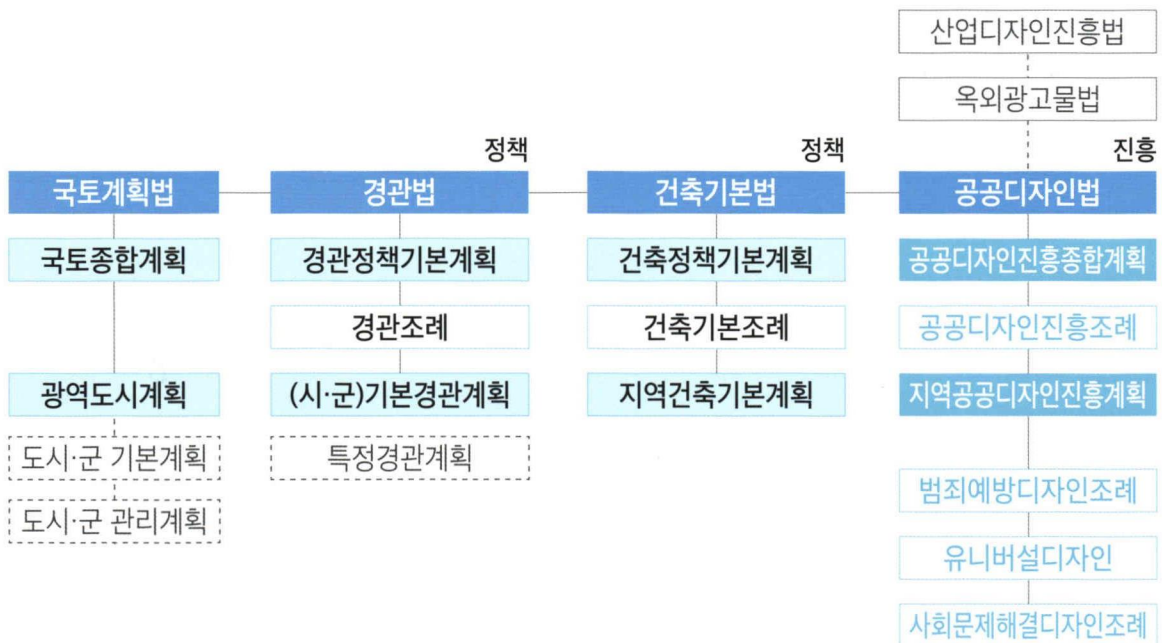 산업디자인진흥법
옥외광고물법
정책 정책 진흥
국토계획법 경관법 건축기본법 공공디자인법
국토종합계획 경관정책기본계획 건축정책기본계획 공공디자인진흥종합계획
경관조례 건축기본조례 공공디자인진흥조례
광역도시계획 (시·군)기본경관계획 지역건축기본계획 지역공공디자인진흥계획
도시·군 기본계획 특정경관계획
범죄예방디자인조례
도시·군 관리계획
유니버설디자인
사회문제해결디자인조례